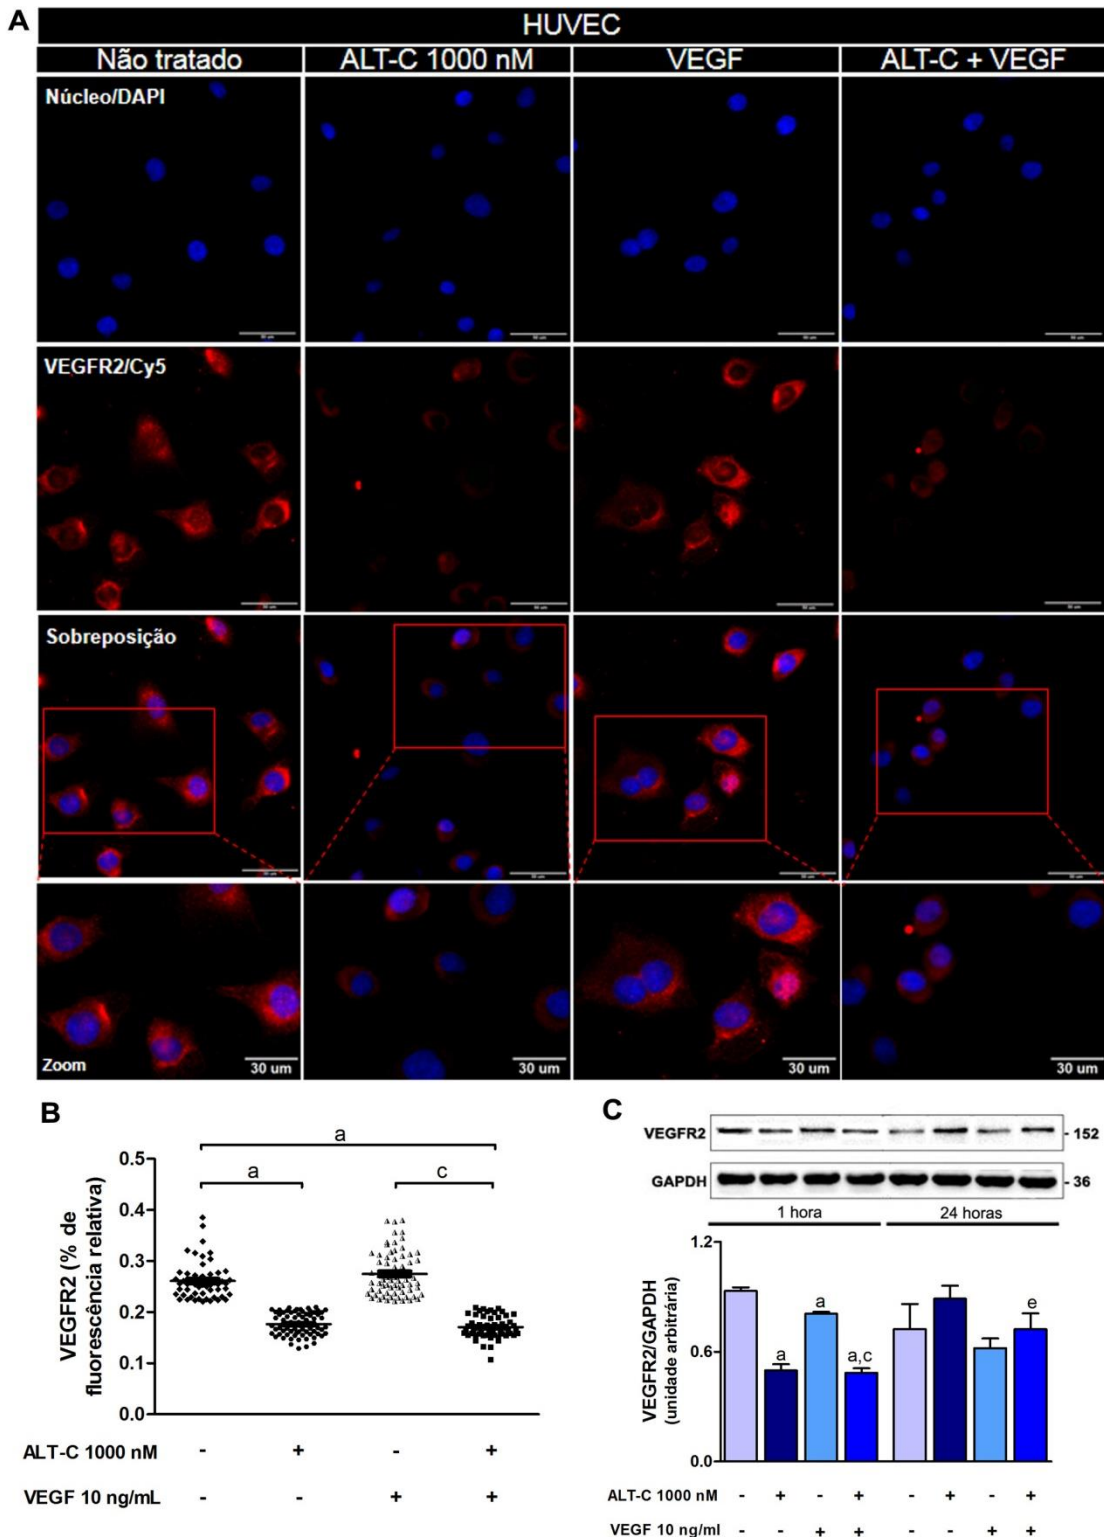 A
HUVEC
Não tratado ALT-C 1000 nM VEGF ALT-C + VEGF
Núcleo/DAPI
VEGFR2/Cy5
Sobreposição
Zoom
30 um 30 um 30 um 30 um
B
a
a c
VEGFR2 (% de
fluorescência relativa)
0.5
0.4
0.3
0.2
0.1
0.0
ALT-C 1000 nM - + - +
VEGF 10 ng/mL - - + +
C
VEGFR2 - 152
GAPDH - 36
1 hora 24 horas
VEGFR2/GAPDH
(unidade arbitrária)
1.2
0.6
0.0
a a a,c e
ALT-C 1000 nM - + - + - + - +
VEGF 10 ng/ml - - + + - - + +